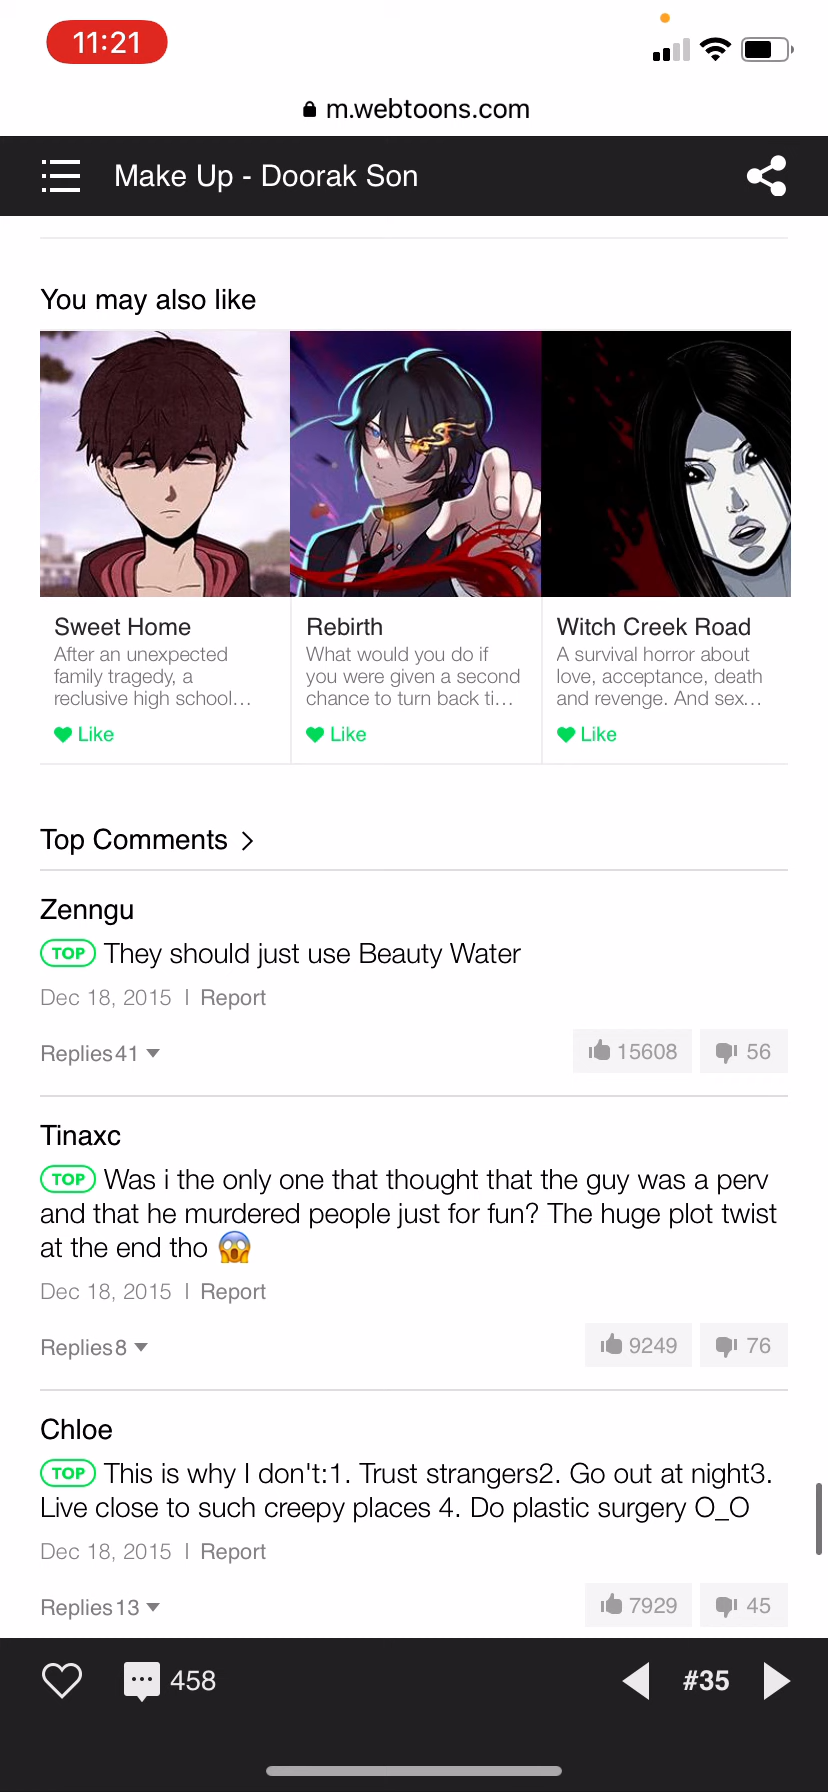 11:21
m.webtoons.com
Make Up - Doorak Son
You may also like
Sweet Home
After an unexpected
family tragedy, a
reclusive high school...
Like
Rebirth
What would you do if
you were given a second
chance to turn back ti...
Like
Witch Creek Road
A survival horror about
love, acceptance, death
and revenge. And sex...
Like
Top Comments >
Zenngu
TOP They should just use Beauty Water
Dec 18, 2015 | Report
Replies41 ▼ 15608 56
Tinaxc
TOP Was i the only one that thought that the guy was a perv
and that he murdered people just for fun? The huge plot twist
at the end tho 😱
Dec 18, 2015 | Report
Replies8 ▼ 9249 76
Chloe
TOP This is why I don't:1. Trust strangers2. Go out at night3.
Live close to such creepy places 4. Do plastic surgery O_O
Dec 18, 2015 | Report
Replies13 ▼ 7929 45
458 #35